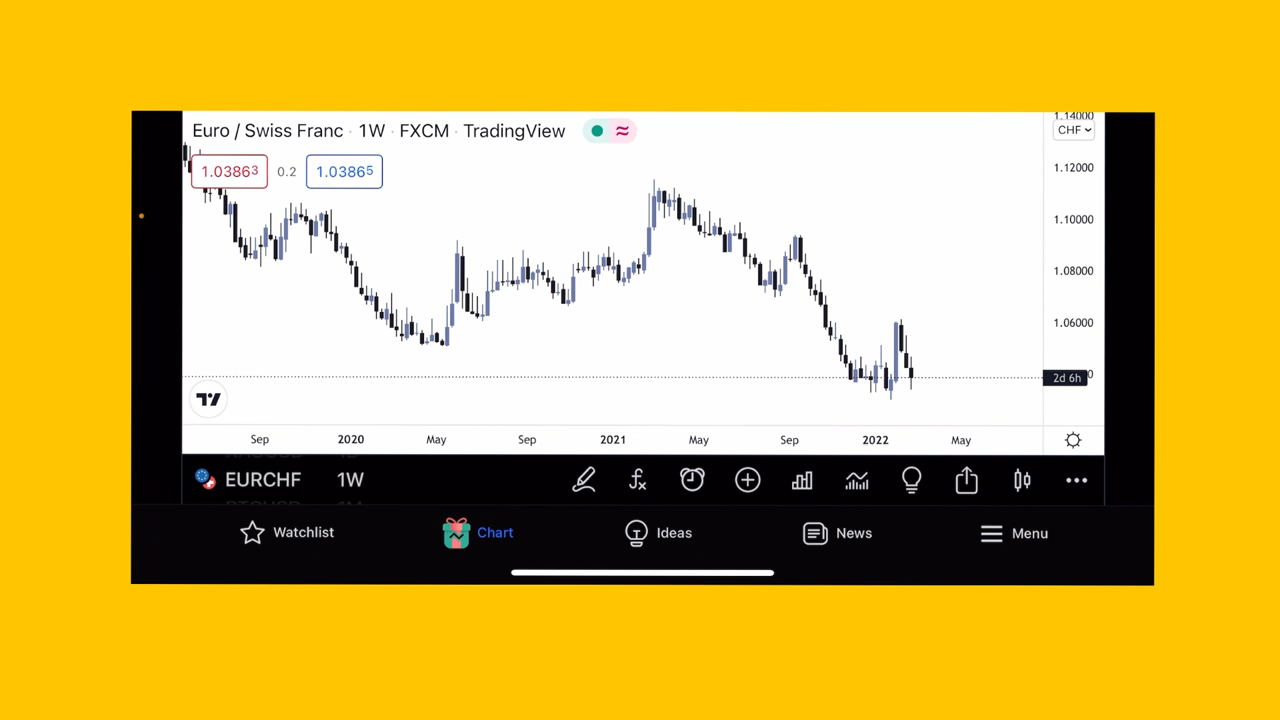 1.14000
Euro / Swiss Franc · 1W · FXCM · TradingView
CHF
1.03863 0.2 1.03865
1.12000
1.10000
1.08000
1.06000
2d 6h
Sep 2020 May Sep 2021 May Sep 2022 May
EURCHF 1W
Watchlist Chart Ideas News Menu